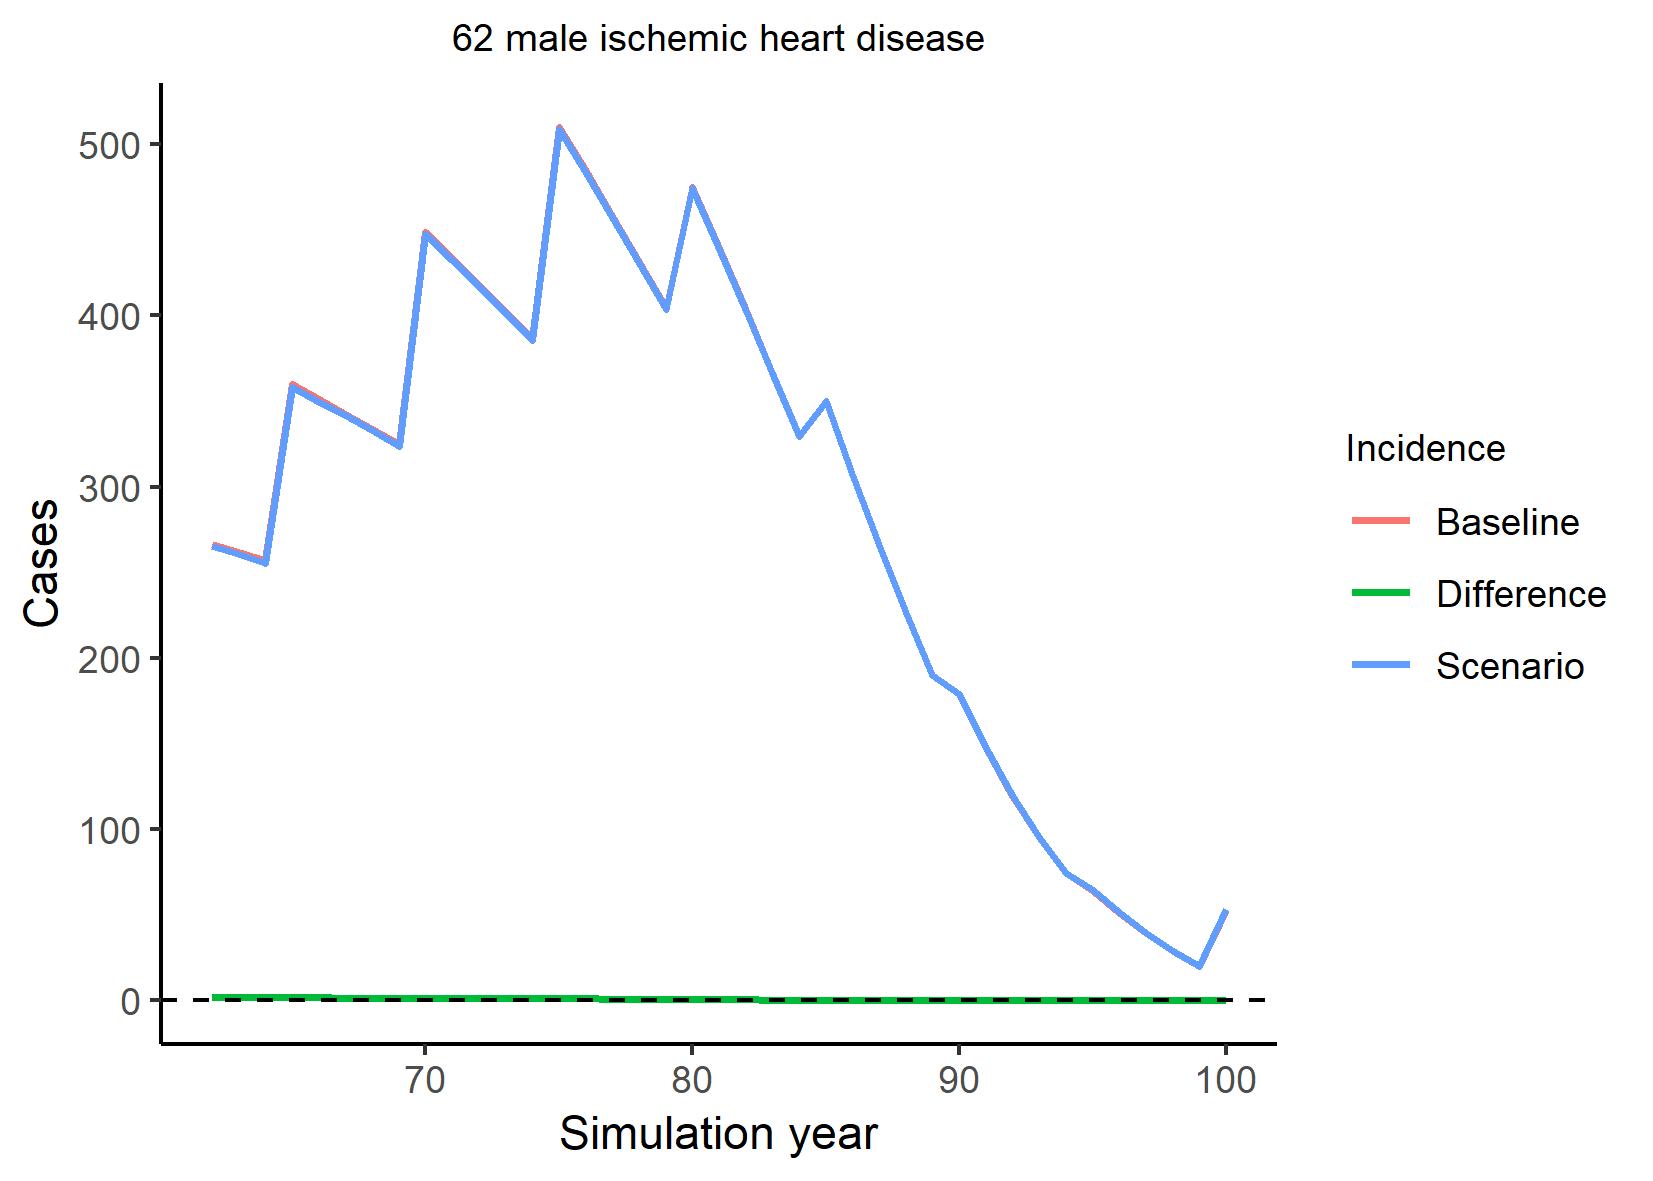 62 male ischemic heart disease
500
400
300
200
100
0
Cases
70 80 90 100
Simulation year
Incidence
Baseline
Difference
Scenario